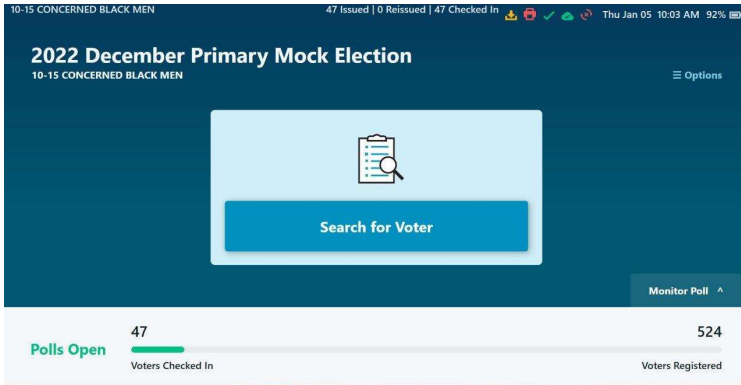 10-15 CONCERNED BLACK MEN 47 Issued | 0 Reissued | 47 Checked In Thu Jan 05 10:03 AM 92%
2022 December Primary Mock Election
10-15 CONCERNED BLACK MEN
☰ Options
Search for Voter
Monitor Poll ^
47 524
Polls Open
Voters Checked In Voters Registered